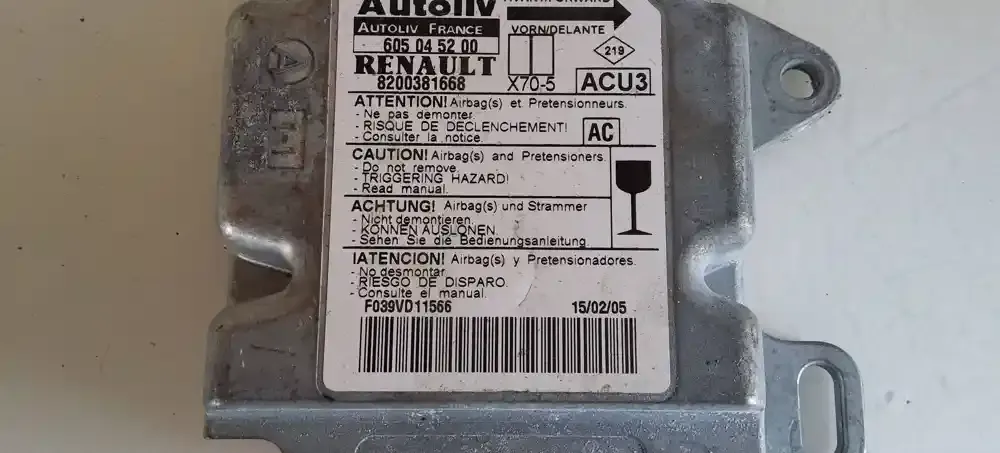 Autoliv
AUTOLIV FRANCE
605 04 52 00
VORN/DELANTE
219
RENAULT
8200381668
X70-5
ACU3
ATTENTION! Airbag(s) et Pretensionneurs.
- Ne pas demonter.
- RISQUE DE DECLENCHEMENT!
- Consulter la notice.
AC
CAUTION! Airbag(s) and Pretensioners.
- Do not remove.
- TRIGGERING HAZARD!
- Read manual.
ACHTUNG! Airbag(s) und Strammer
- Nicht demontieren.
- KONNEN AUSLONEN.
- Sehen Sie die Bedienungsanleitung.
IATENCION! Airbag(s) y Pretensionadores.
- No desmontar
- RIESGO DE DISPARO.
- Consulte el manual.
F039VD11566
15/02/05
A